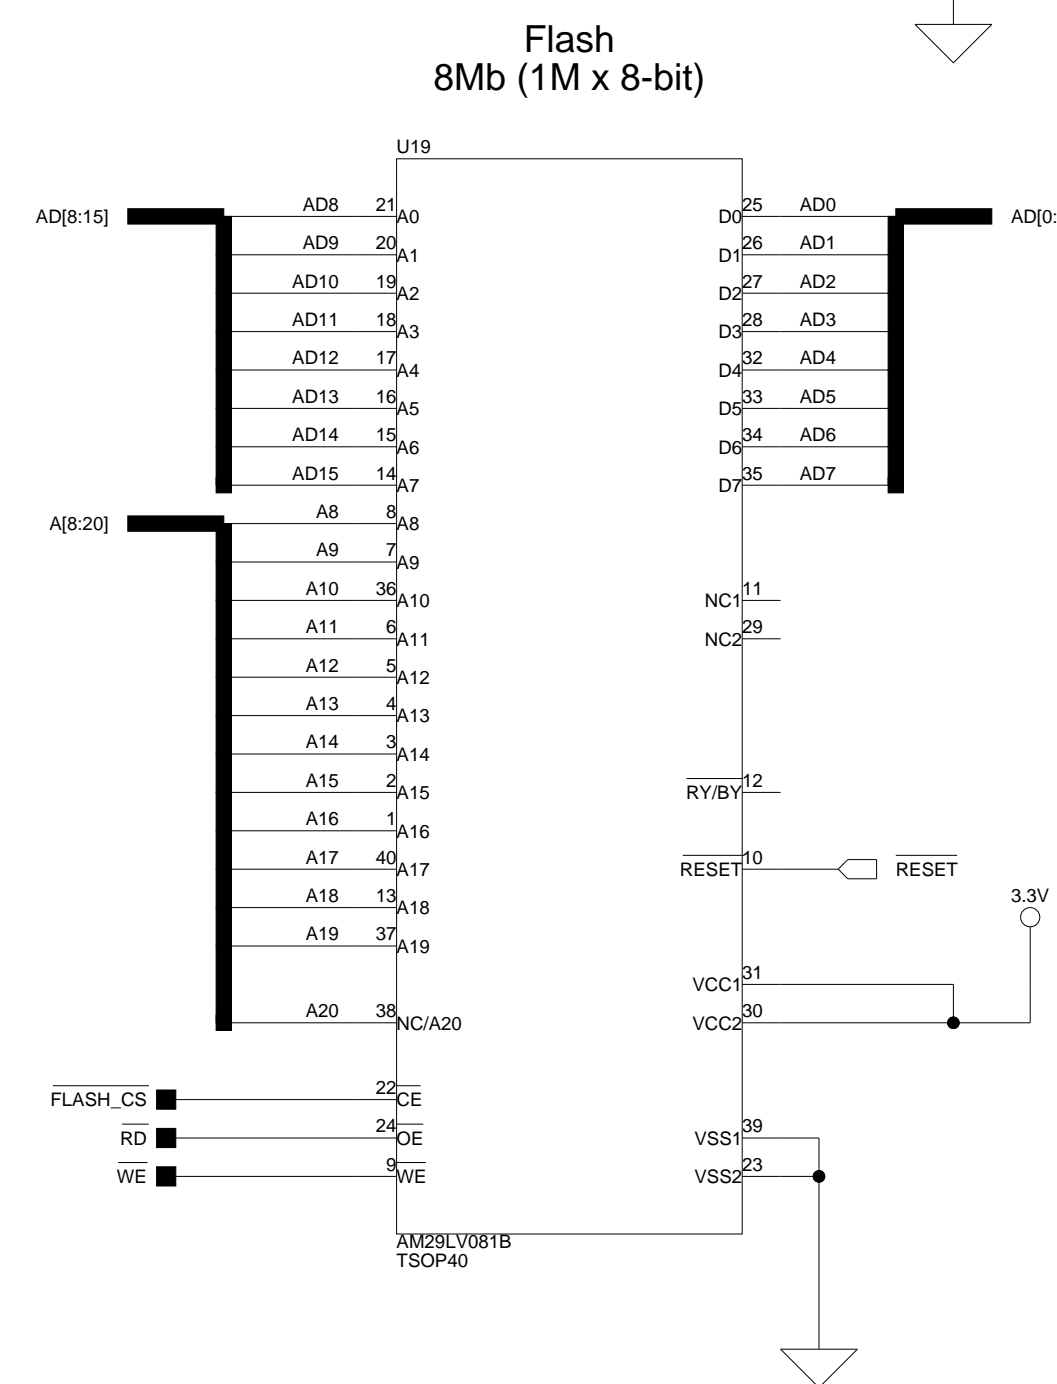 Flash
8Mb (1M x 8-bit)
U19
AD[8:15] AD8 21 A0 D0 25 AD0 AD[0:
AD9 20 A1 D1 26 AD1
AD10 19 A2 D2 27 AD2
AD11 18 A3 D3 28 AD3
AD12 17 A4 D4 32 AD4
AD13 16 A5 D5 33 AD5
AD14 15 A6 D6 34 AD6
AD15 14 A7 D7 35 AD7
A[8:20] A8 8 A8
A9 7 A9
A10 36 A10 NC1 11
A11 6 A11 NC2 29
A12 5 A12
A13 4 A13
A14 3 A14
A15 2 A15 RY/BY 12
A16 1 A16
A17 40 A17 RESET 10 RESET
A18 13 A18 3.3V
A19 37 A19
VCC1 31
A20 38 NC/A20 VCC2 30
FLASH_CS 22 CE
RD 24 OE VSS1 39
WE 9 WE VSS2 23
AM29LV081B
TSOP40